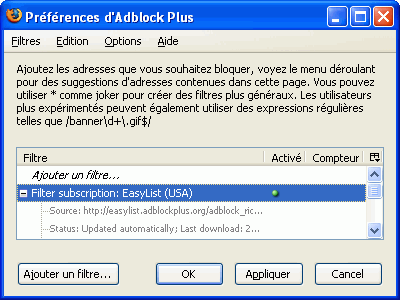 Préférences d'Adblock Plus
Filtres Edition Options Aide
Ajoutez les adresses que vous souhaitez bloquer, voyez le menu déroulant
pour des suggestions d'adresses contenues dans cette page. Vous pouvez
utiliser * comme joker pour créer des filtres plus généraux. Les utilisateurs
plus expérimentés peuvent également utiliser des expressions régulières
telles que /banner\d+\.gif$/
Filtre Activé Compteur
Ajouter un filtre...
Filter subscription: EasyList (USA)
Source: http://easylist.adblockplus.org/adblock_ric...
Status: Updated automatically; Last download: 2...
Ajouter un filtre... OK Appliquer Cancel